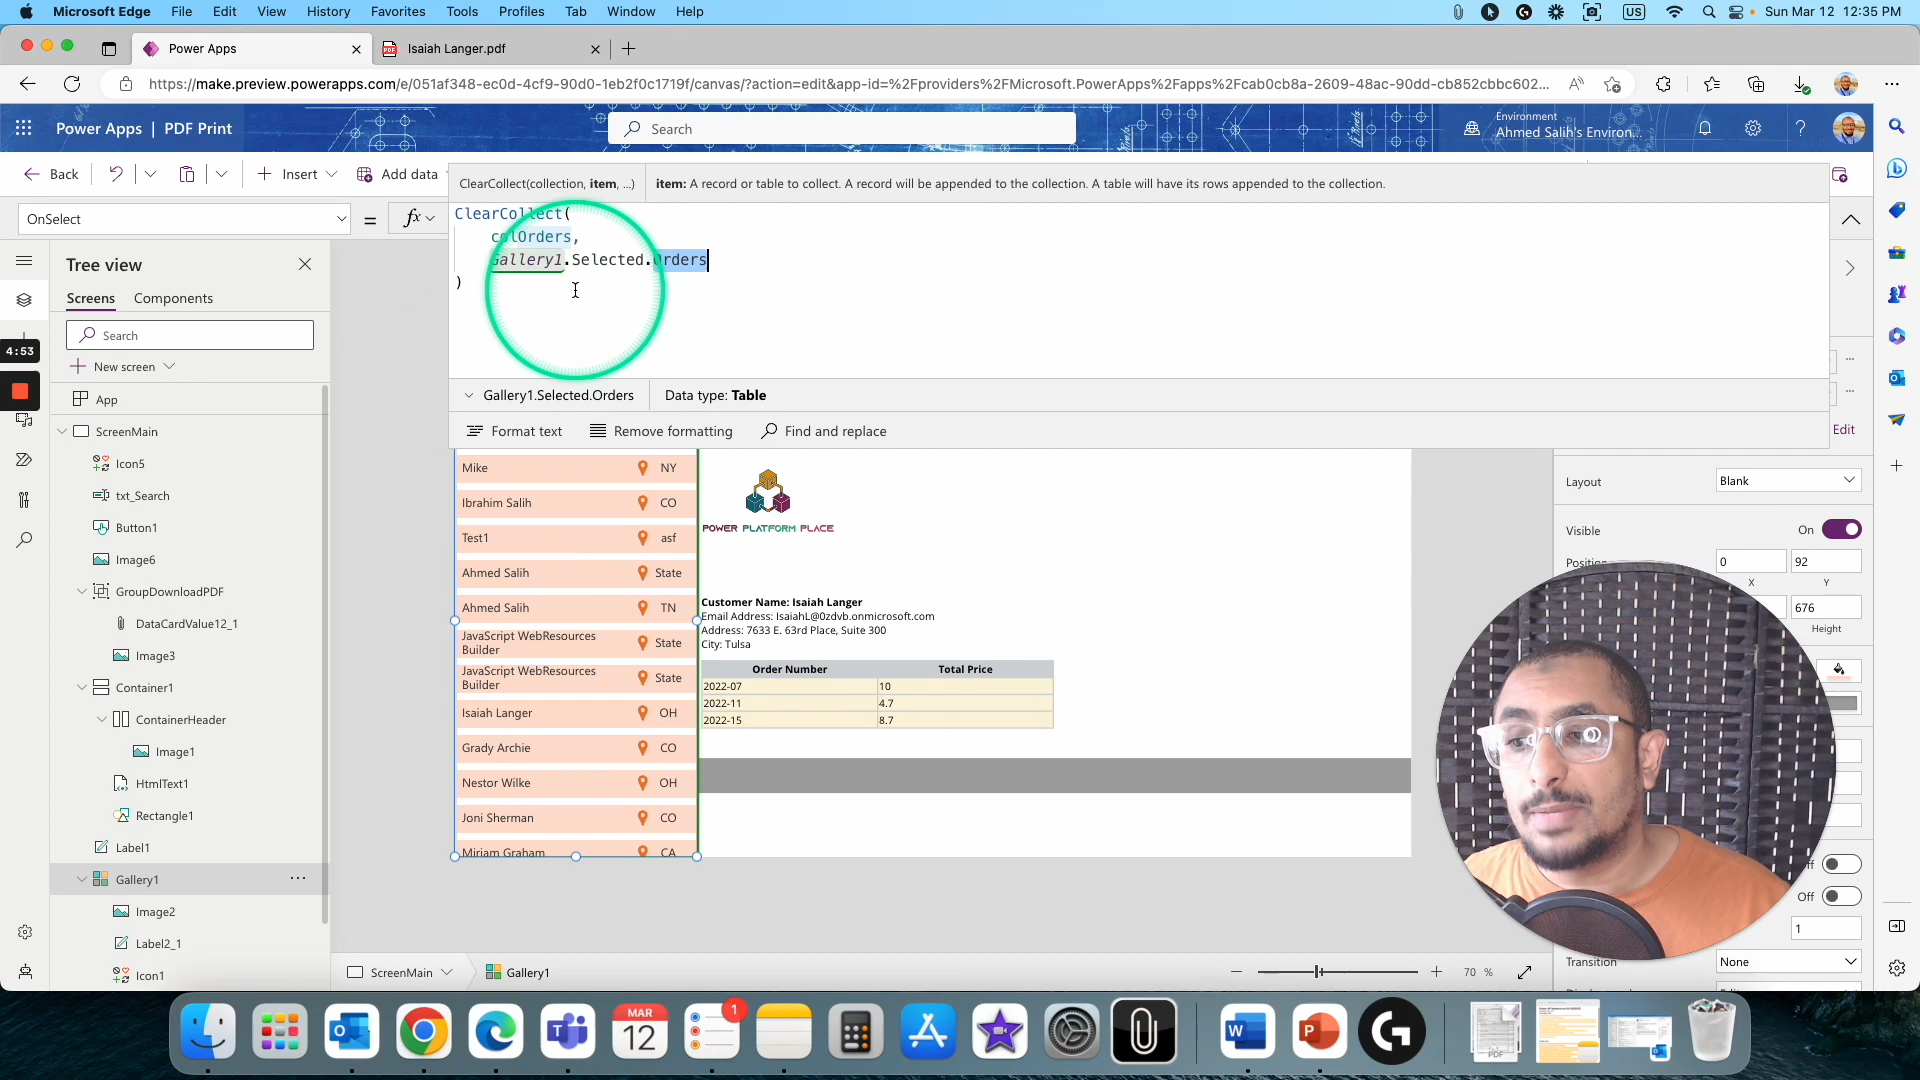 Microsoft Edge File Edit View History Favorites Tools Profiles Tab Window Help US Sun Mar 12 12:35 PM
Power Apps Isaiah Langer.pdf
https://make.preview.powerapps.com/e/051af348-ec0d-4cf9-90d0-1eb2f0c1719f/canvas/?action=edit&app-id=%2Fproviders%2FMicrosoft.PowerApps%2Fapps%2Fcab0cb8a-2609-48ac-90dd-cb852cbbc602...
Power Apps | PDF Print
Search
Environment
Ahmed Salih's Environ...
Back Insert Add data
ClearCollect(collection, item, ...) item: A record or table to collect. A record will be appended to the collection. A table will have its rows appended to the collection.
OnSelect = fx
ClearCollect(
colOrders,
Gallery1.Selected.Orders
)
Gallery1.Selected.Orders Data type: Table
Format text Remove formatting Find and replace
Tree view
Screens Components
Search
New screen
4:53
App
ScreenMain
Icon5
txt_Search
Button1
Image6
GroupDownloadPDF
DataCardValue12_1
Image3
Container1
ContainerHeader
Image1
HtmlText1
Rectangle1
Label1
Gallery1 ...
Image2
Label2_1
Icon1
Mike NY
Ibrahim Salih CO
Test1 asf
Ahmed Salih State
Ahmed Salih TN
JavaScript WebResources Builder State
JavaScript WebResources Builder State
Isaiah Langer OH
Grady Archie CO
Nestor Wilke OH
Joni Sherman CO
Miriam Graham CA
POWER PLATFORM PLACE
Customer Name: Isaiah Langer
Email Address: IsaiahL@0zdvb.onmicrosoft.com
Address: 7633 E. 63rd Place, Suite 300
City: Tulsa
Order Number Total Price
2022-07 10
2022-11 4.7
2022-15 8.7
Edit
Layout Blank
Visible On
Position 0 92
X Y
676
Height
Off
1
Transition None
ScreenMain Gallery1 70 %
MAR
12
1
PDF